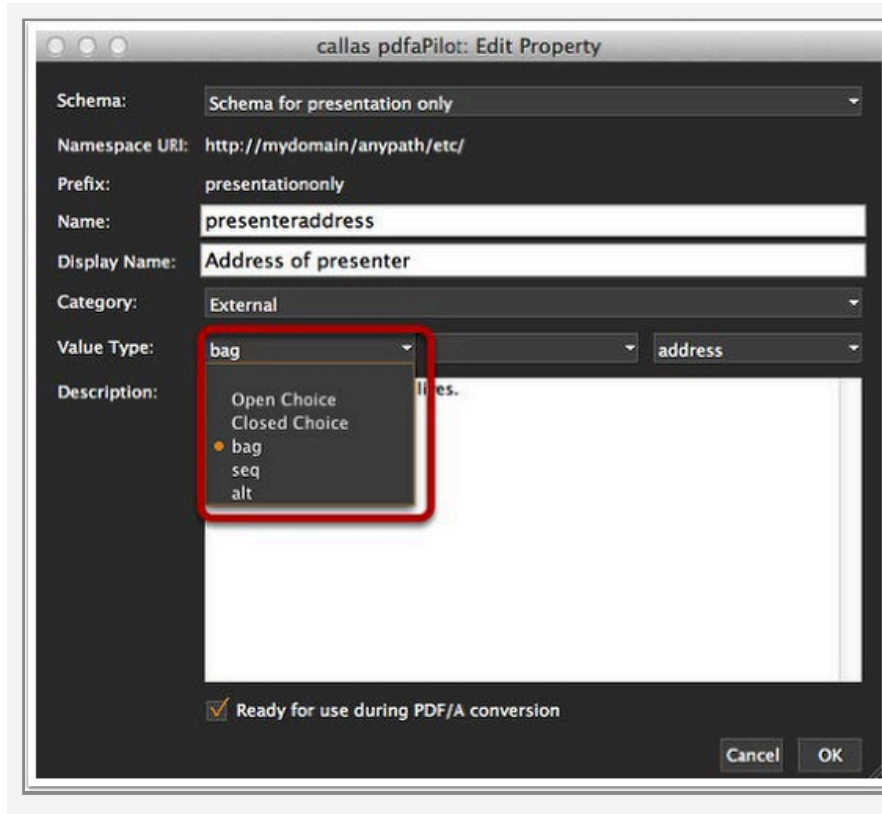 callas pdfaPilot: Edit Property
Schema: Schema for presentation only
Namespace URI: http://mydomain/anypath/etc/
Prefix: presentationonly
Name: presenteraddress
Display Name: Address of presenter
Category: External
Value Type: bag address
Description: lives.
Open Choice
Closed Choice
bag
seq
alt
Ready for use during PDF/A conversion
Cancel OK